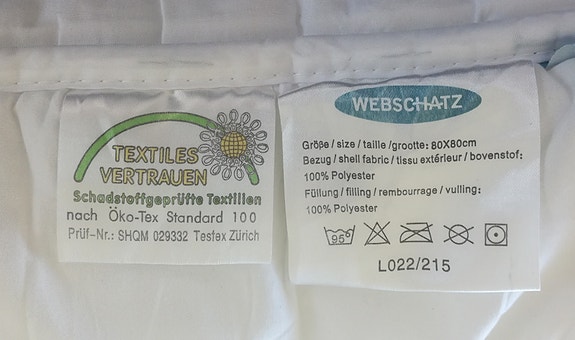 TEXTILES
VERTRAUEN
Schadstoffgeprüfte Textilien
nach Öko-Tex Standard 100
Prüf-Nr.: SHQM 029332 Testex Zürich
WEBSCHATZ
Größe / size / taille /grootte: 80X80cm
Bezug / shell fabric / tissu extérieur / bovenstof:
100% Polyester
Füllung / filling / rembourrage / vulling:
100% Polyester
95°
L022/215